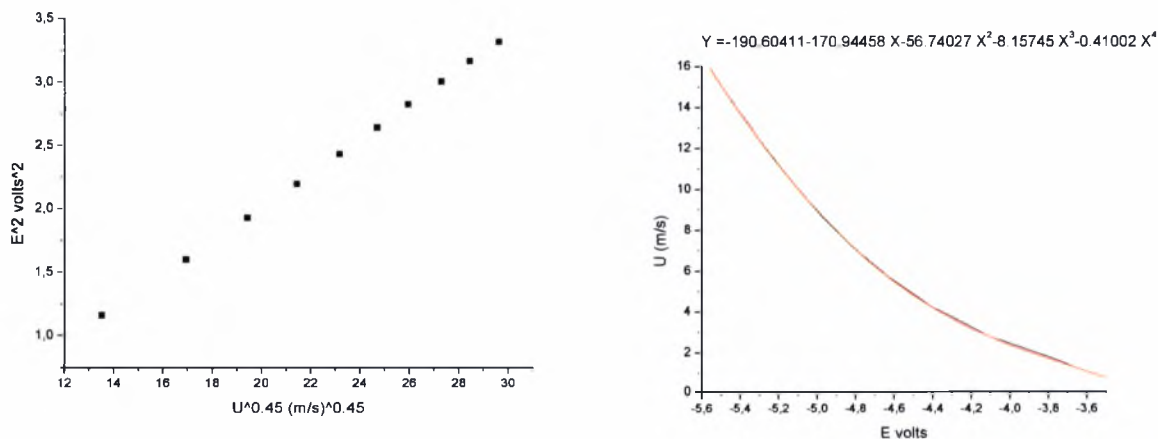 3,5
3,0
2,5
2,0
1,5
1,0
E^2 volts^2
12 14 16 18 20 22 24 26 28 30
U^0.45 (m/s)^0.45
Y =-190.60411-170.94458 X-56.74027 X²-8.15745 X³-0.41002 X⁴
16
14
12
10
8
6
4
2
0
U (m/s)
-5,6 -5,4 -5,2 -5,0 -4,8 -4,6 -4,4 -4,2 -4,0 -3,8 -3,6
E volts